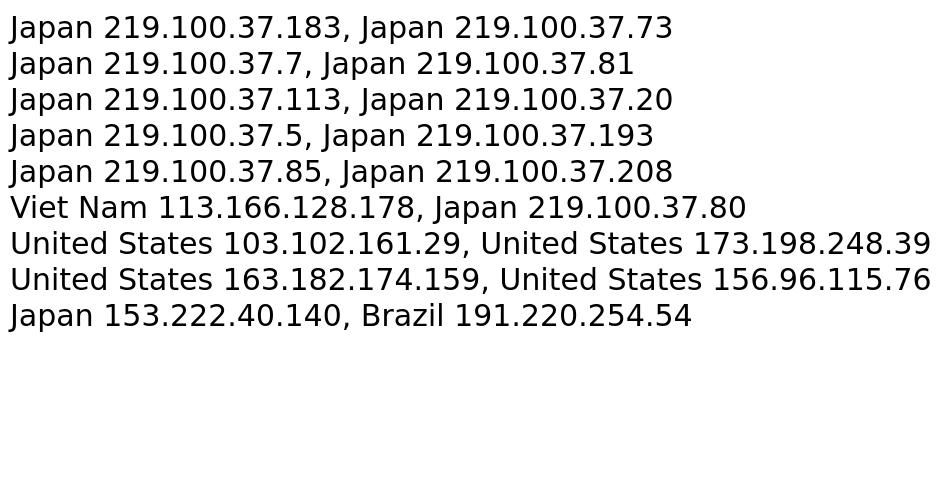 Japan 219.100.37.183, Japan 219.100.37.73
Japan 219.100.37.7, Japan 219.100.37.81
Japan 219.100.37.113, Japan 219.100.37.20
Japan 219.100.37.5, Japan 219.100.37.193
Japan 219.100.37.85, Japan 219.100.37.208
Viet Nam 113.166.128.178, Japan 219.100.37.80
United States 103.102.161.29, United States 173.198.248.39
United States 163.182.174.159, United States 156.96.115.76
Japan 153.222.40.140, Brazil 191.220.254.54